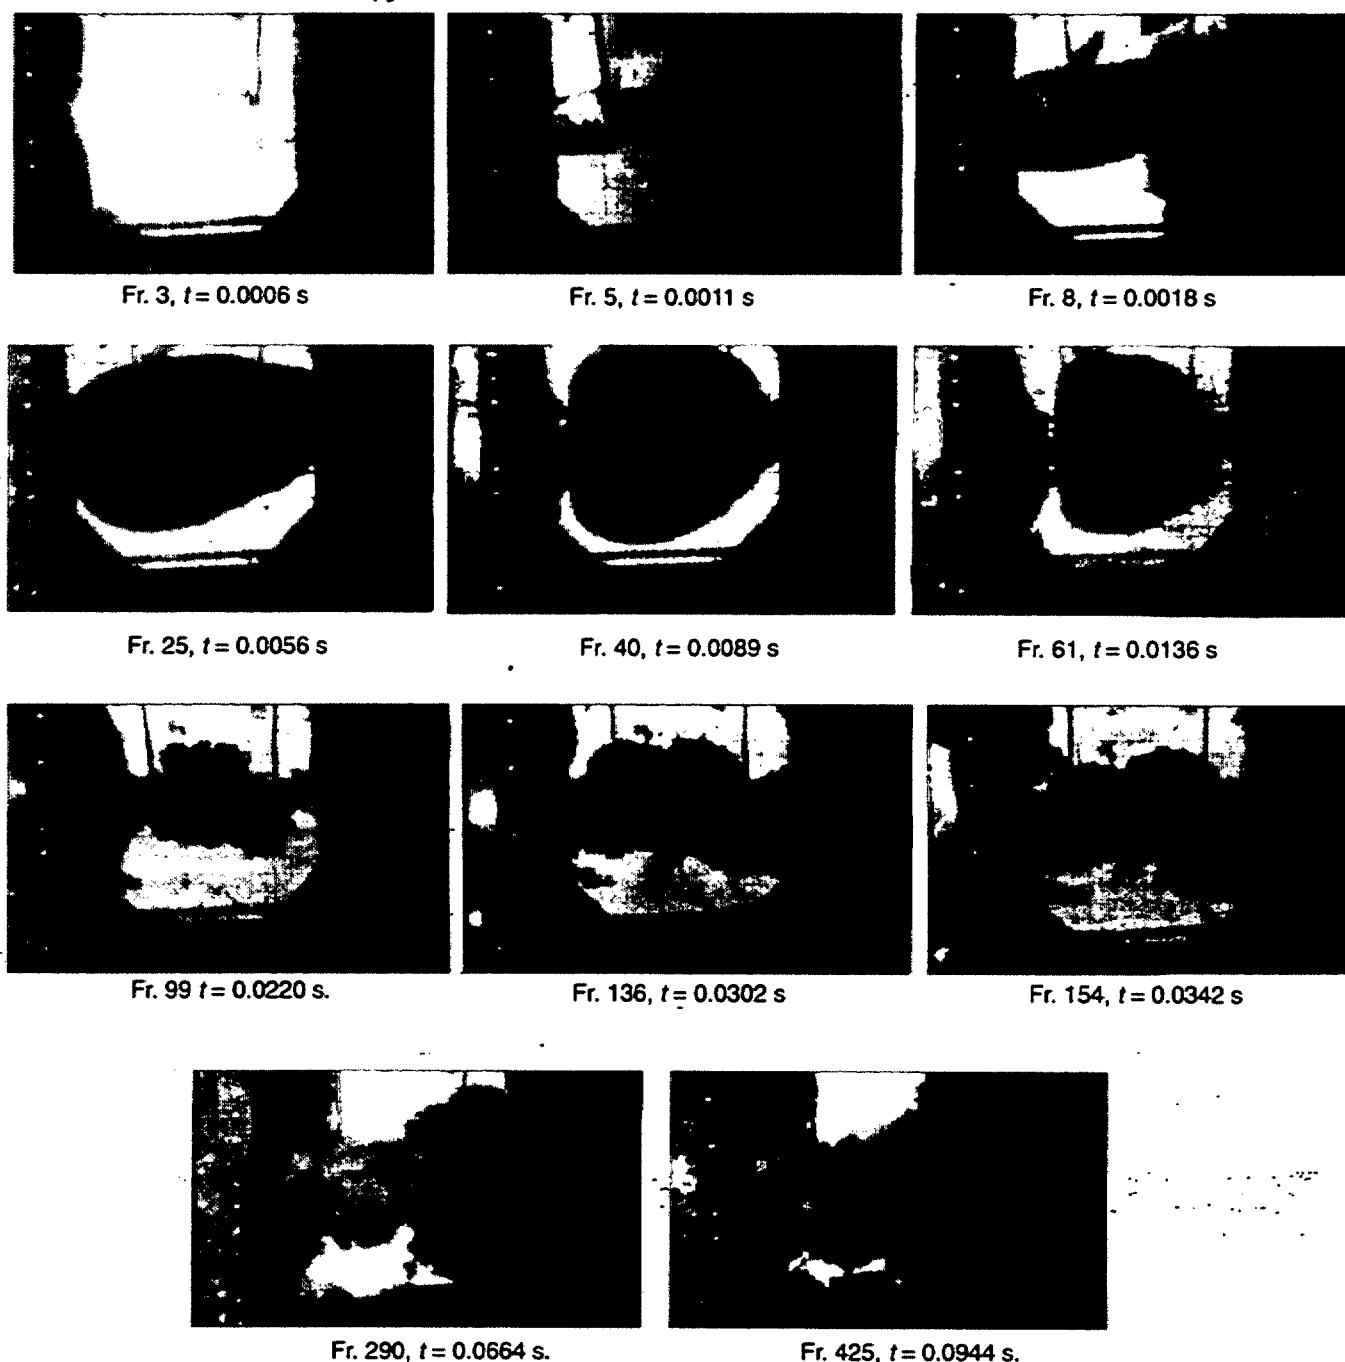 Fr. 3, t = 0.0006 s
Fr. 5, t = 0.0011 s
Fr. 8, t = 0.0018 s
Fr. 25, t = 0.0056 s
Fr. 40, t = 0.0089 s
Fr. 61, t = 0.0136 s
Fr. 99 t = 0.0220 s.
Fr. 136, t = 0.0302 s
Fr. 154, t = 0.0342 s
Fr. 290, t = 0.0664 s.
Fr. 425, t = 0.0944 s.